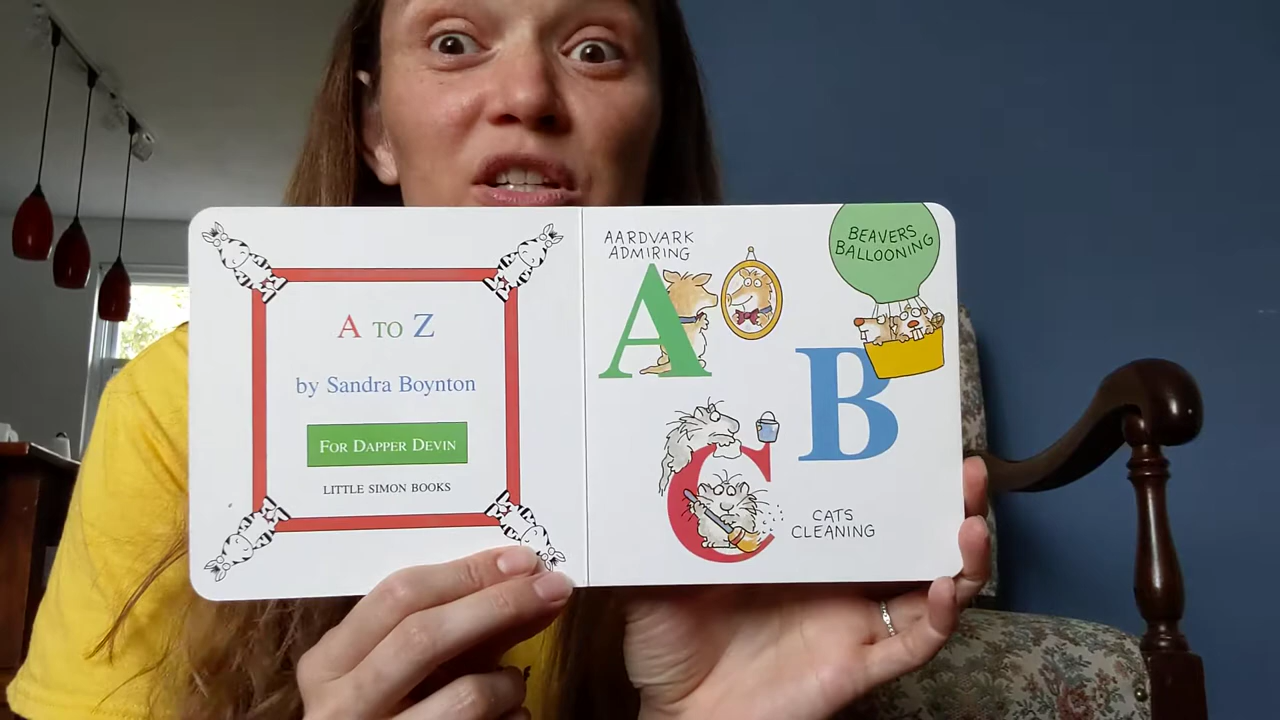 A TO Z
by Sandra Boynton
FOR DAPPER DEVIN
LITTLE SIMON BOOKS
AARDVARK
ADMIRING
A
BEAVERS
BALLOONING
B
C
CATS
CLEANING